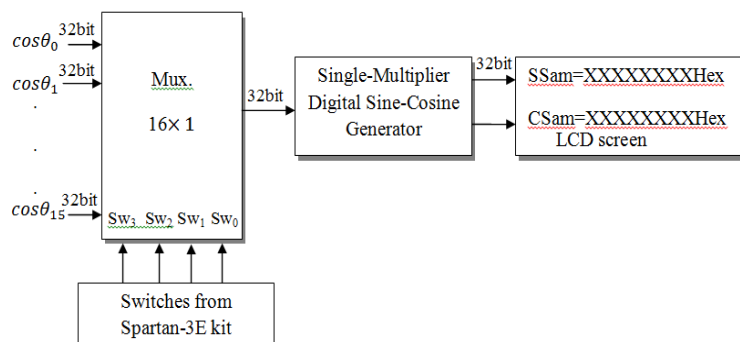 cosθ₀ 32bit
cosθ₁ 32bit
.
.
.
cosθ₁₅ 32bit
Mux.
16× 1
Sw₃ Sw₂ Sw₁ Sw₀
32bit
Single-Multiplier
Digital Sine-Cosine
Generator
32bit
SSam=XXXXXXXXHex
CSam=XXXXXXXXHex
LCD screen
Switches from
Spartan-3E kit